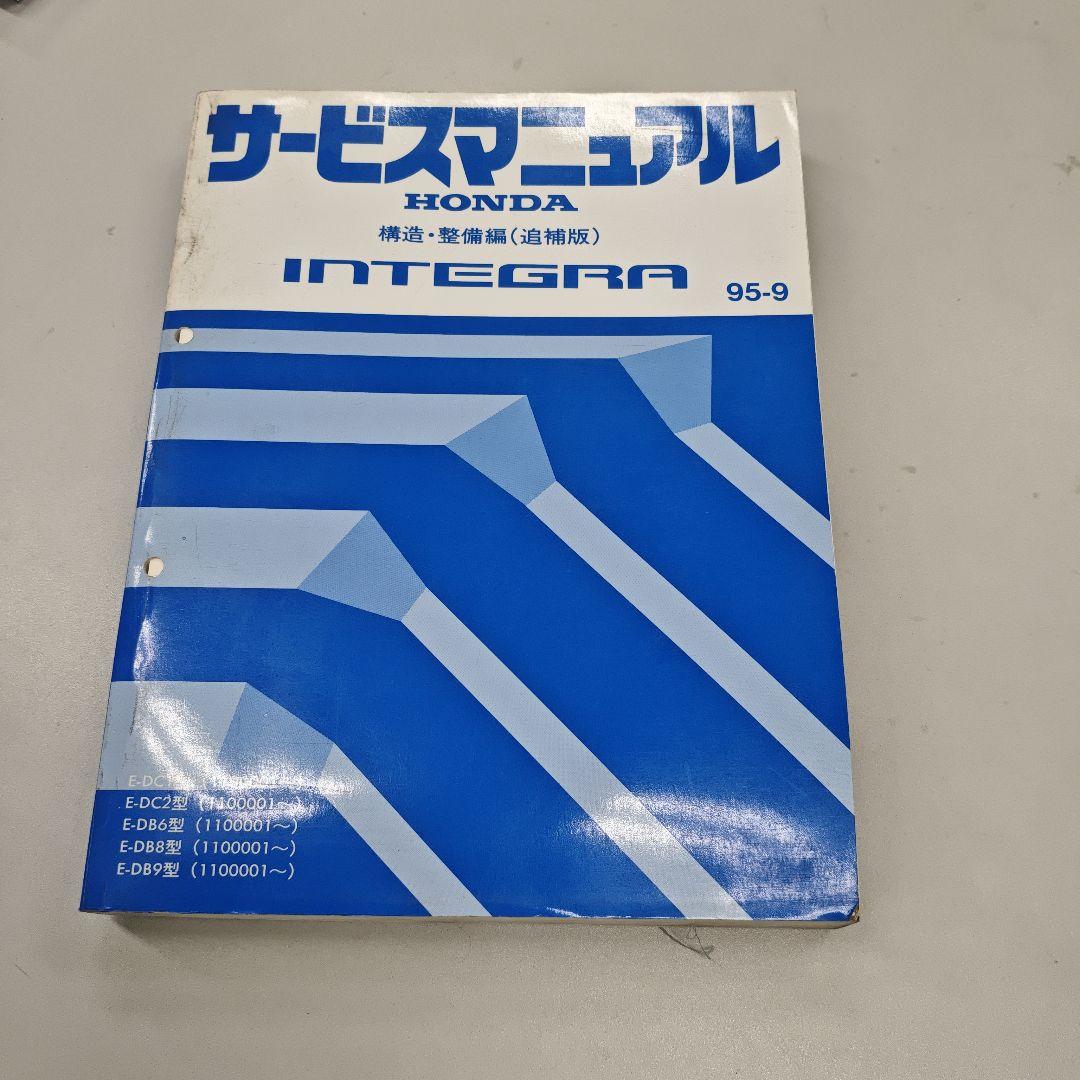 サービスマニュアル
HONDA
構造・整備編(追補版)
INTEGRA
95-9
E-DC1
E-DC2型 (1100001~)
E-DB6型 (1100001~)
E-DB8型 (1100001~)
E-DB9型 (1100001~)